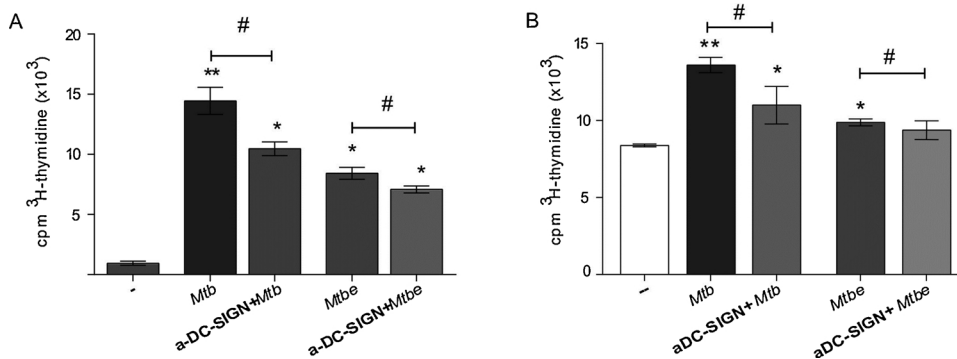 A
B
cpm ³H-thymidine (x10³)
20
15
10
5
**
*
#
*
*
#
-
Mtb
a-DC-SIGN+Mtb
Mtbe
a-DC-SIGN+Mtbe
cpm ³H-thymidine (x10³)
15
10
5
0
**
*
#
*
#
–
Mtb
aDC-SIGN+ Mtb
Mtbe
aDC-SIGN+ Mtbe